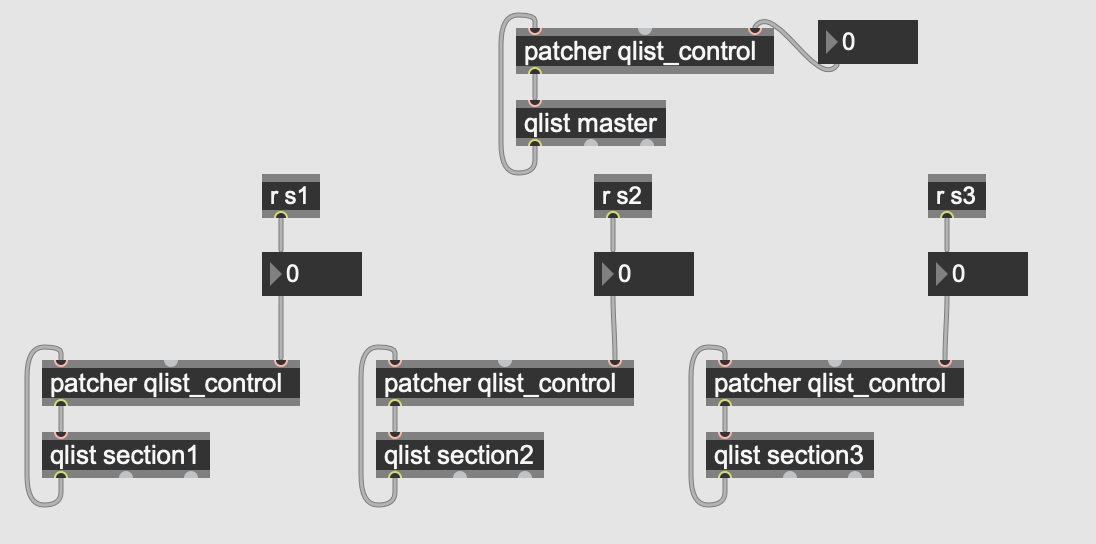 patcher qlist_control
0
qlist master
r s1
r s2
r s3
0
0
0
patcher qlist_control
patcher qlist_control
patcher qlist_control
qlist section1
qlist section2
qlist section3